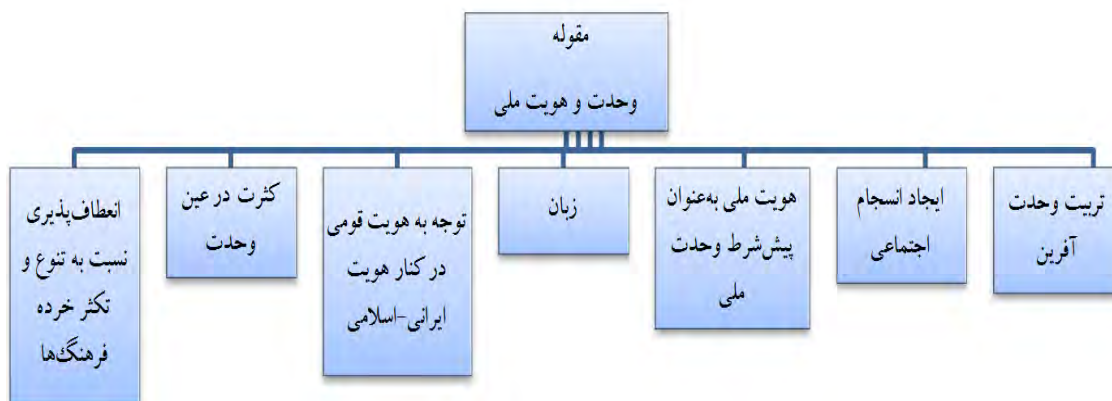 مقوله
وحدت و هویت ملی
تربیت وحدت
آفرین
ایجاد انسجام
اجتماعی
هویت ملی به‌عنوان
پیش‌شرط وحدت
ملی
زبان
توجه به هویت قومی
در کنار هویت
ایرانی-اسلامی
کثرت در عین
وحدت
انعطاف‌پذیری
نسبت به تنوع و
تکثر خرده
فرهنگ‌ها